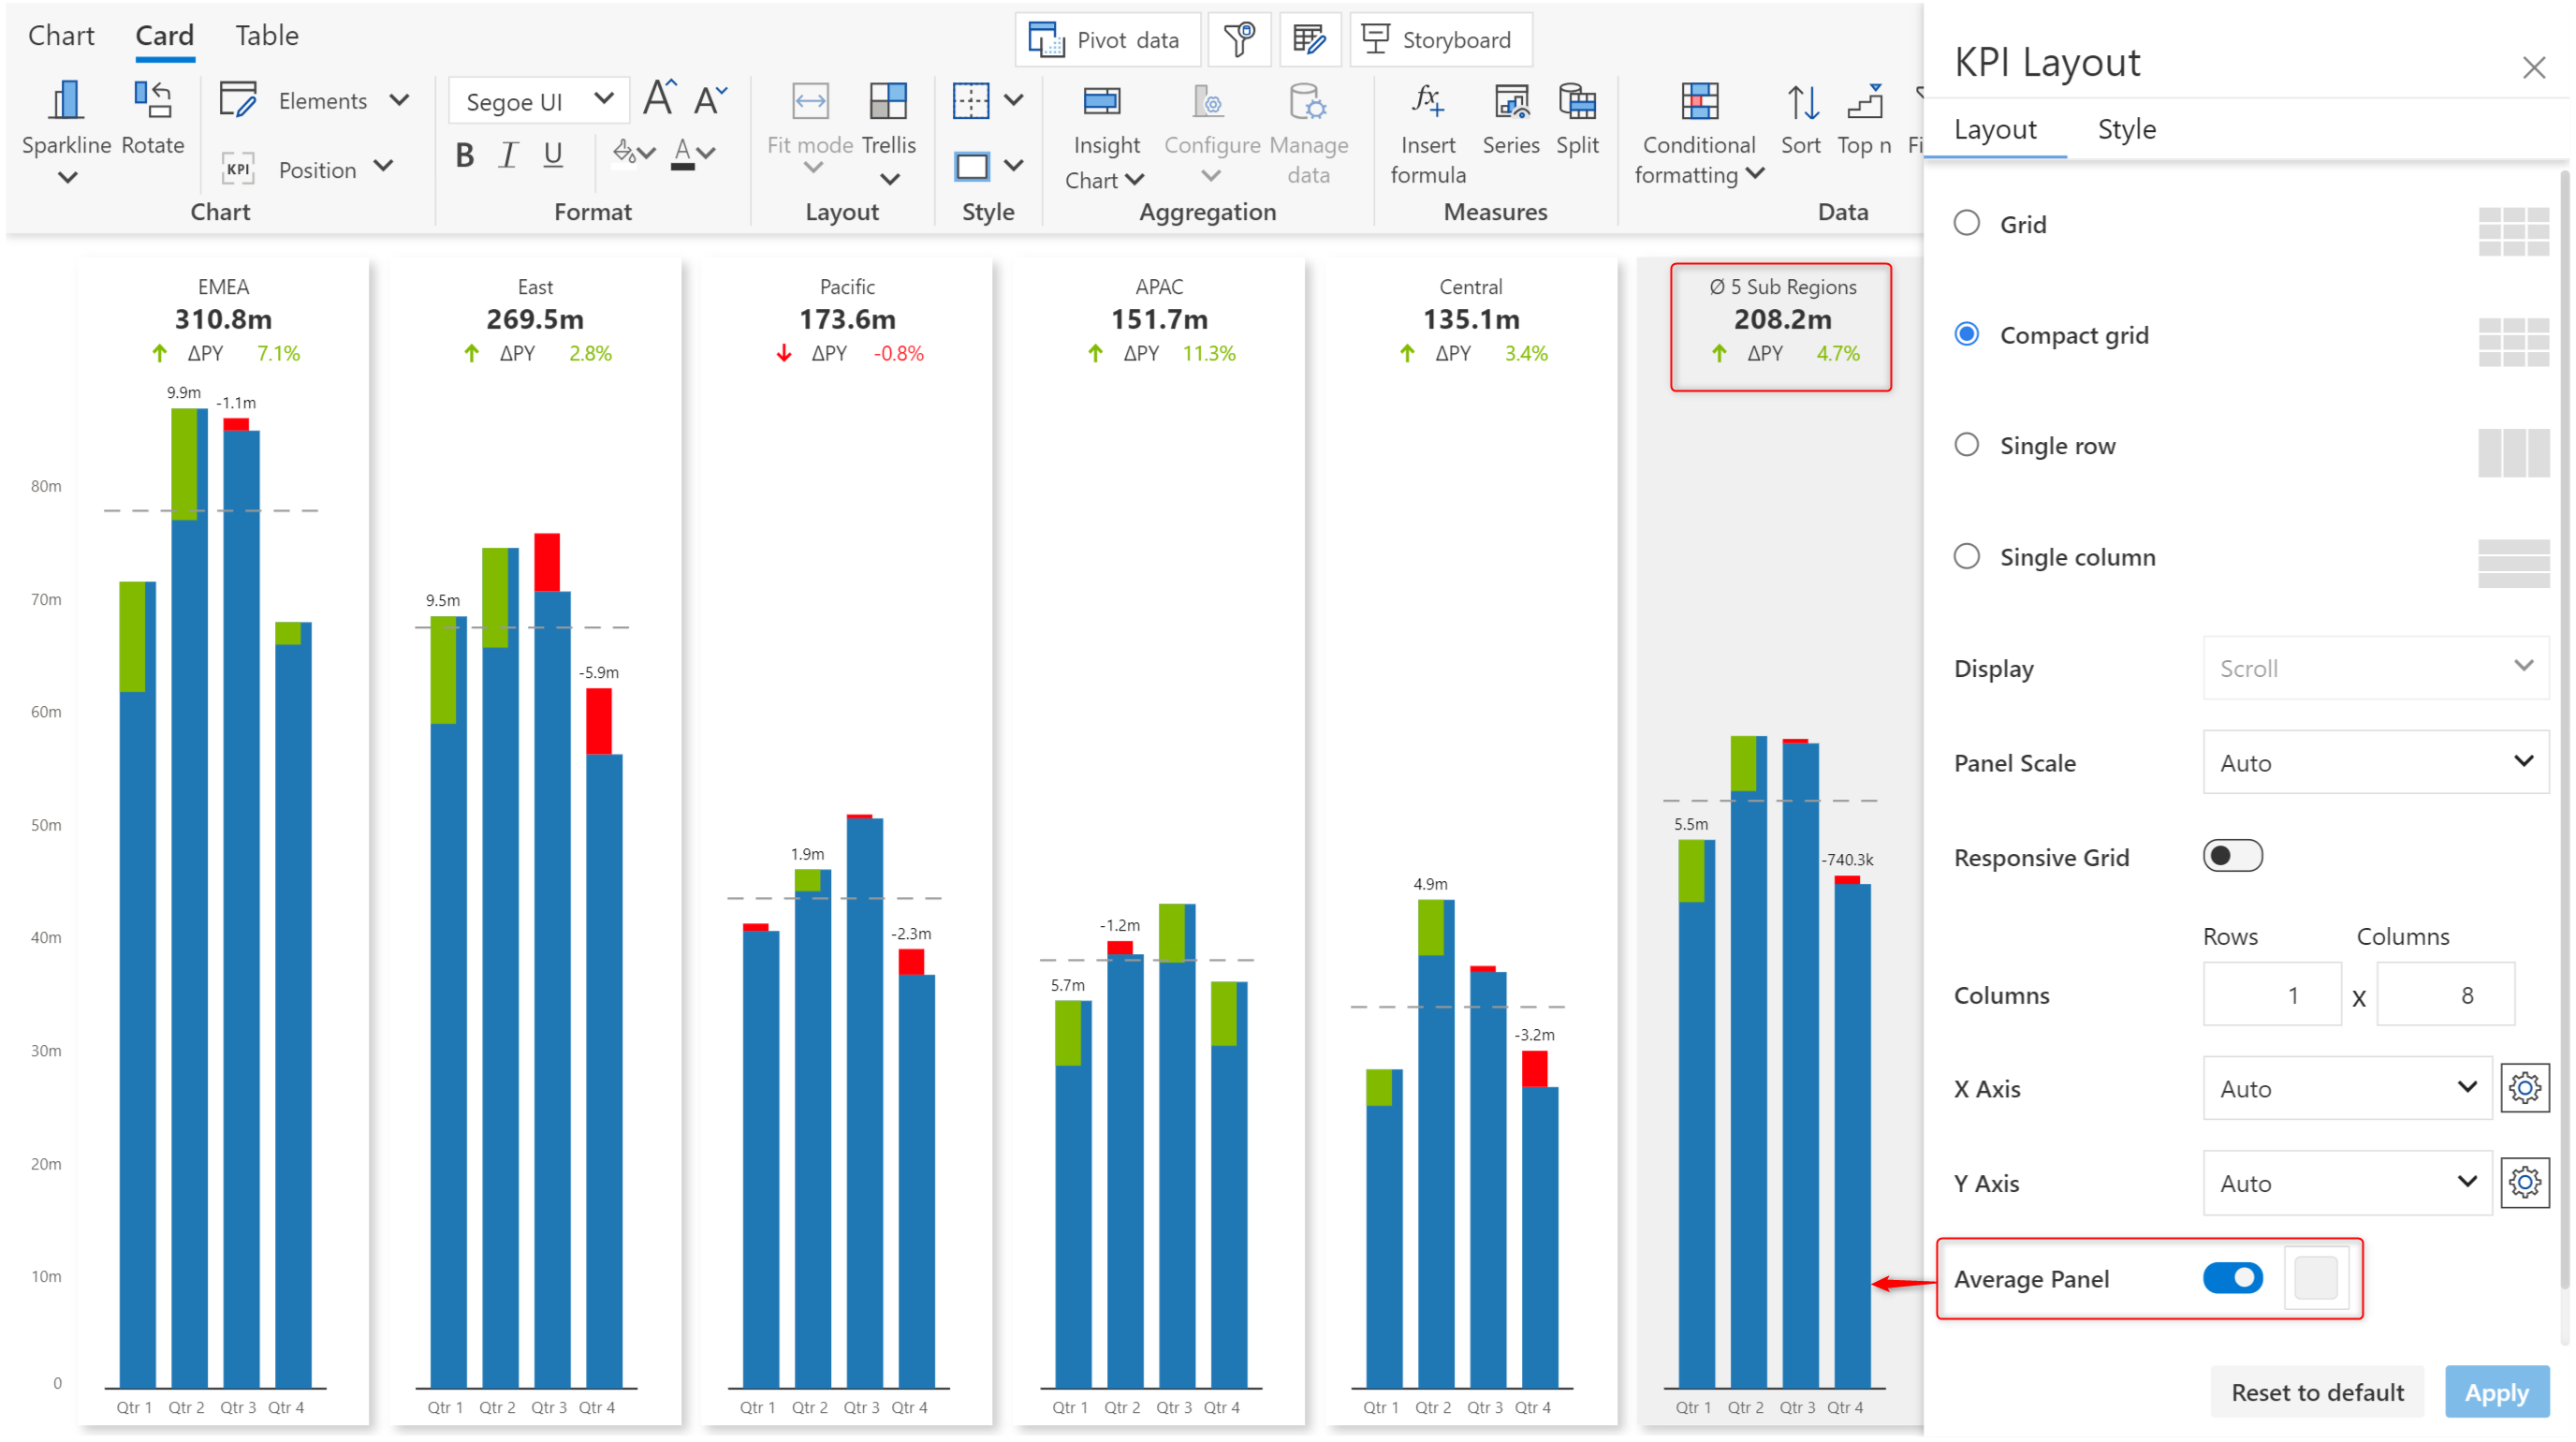 Chart Card Table
Pivot data
Storyboard
Sparkline
Rotate
Elements
KPI
Position
Chart
Segoe UI
A A
B I U
A
Format
Fit mode
Trellis
Layout
Style
Insight
Chart
Configure
Manage
data
Aggregation
fx
Insert
formula
Series
Split
Measures
Conditional
formatting
Sort
Top n
Fi
Data
80m
70m
60m
50m
40m
30m
20m
10m
0
EMEA
310.8m
ΔPY 7.1%
9.9m
-1.1m
Qtr 1 Qtr 2 Qtr 3 Qtr 4
East
269.5m
ΔPY 2.8%
9.5m
-5.9m
Qtr 1 Qtr 2 Qtr 3 Qtr 4
Pacific
173.6m
ΔPY -0.8%
1.9m
-2.3m
Qtr 1 Qtr 2 Qtr 3 Qtr 4
APAC
151.7m
ΔPY 11.3%
5.7m
-1.2m
Qtr 1 Qtr 2 Qtr 3 Qtr 4
Central
135.1m
ΔPY 3.4%
4.9m
-3.2m
Qtr 1 Qtr 2 Qtr 3 Qtr 4
Ø 5 Sub Regions
208.2m
ΔPY 4.7%
5.5m
-740.3k
Qtr 1 Qtr 2 Qtr 3 Qtr 4
KPI Layout
Layout Style
Grid
Compact grid
Single row
Single column
Display Scroll
Panel Scale Auto
Responsive Grid
Rows Columns
Columns 1 x 8
X Axis Auto
Y Axis Auto
Average Panel
Reset to default Apply